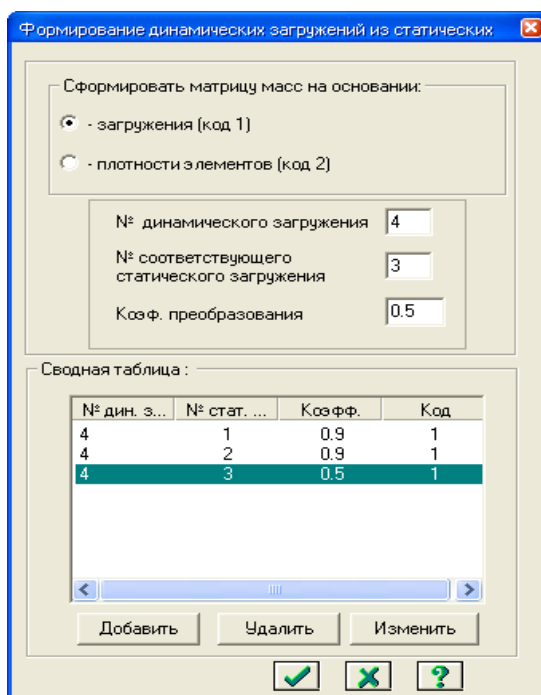 Формирование динамических загружений из статических
Сформировать матрицу масс на основании:
- загружения (код 1)
- плотности элементов (код 2)
№ динамического загружения 4
№ соответствующего
статического загружения 3
Коэф. преобразования 0.5
Сводная таблица :
№ дин. з... № стат. ... Коэфф. Код
4 1 0.9 1
4 2 0.9 1
4 3 0.5 1
Добавить Удалить Изменить
?